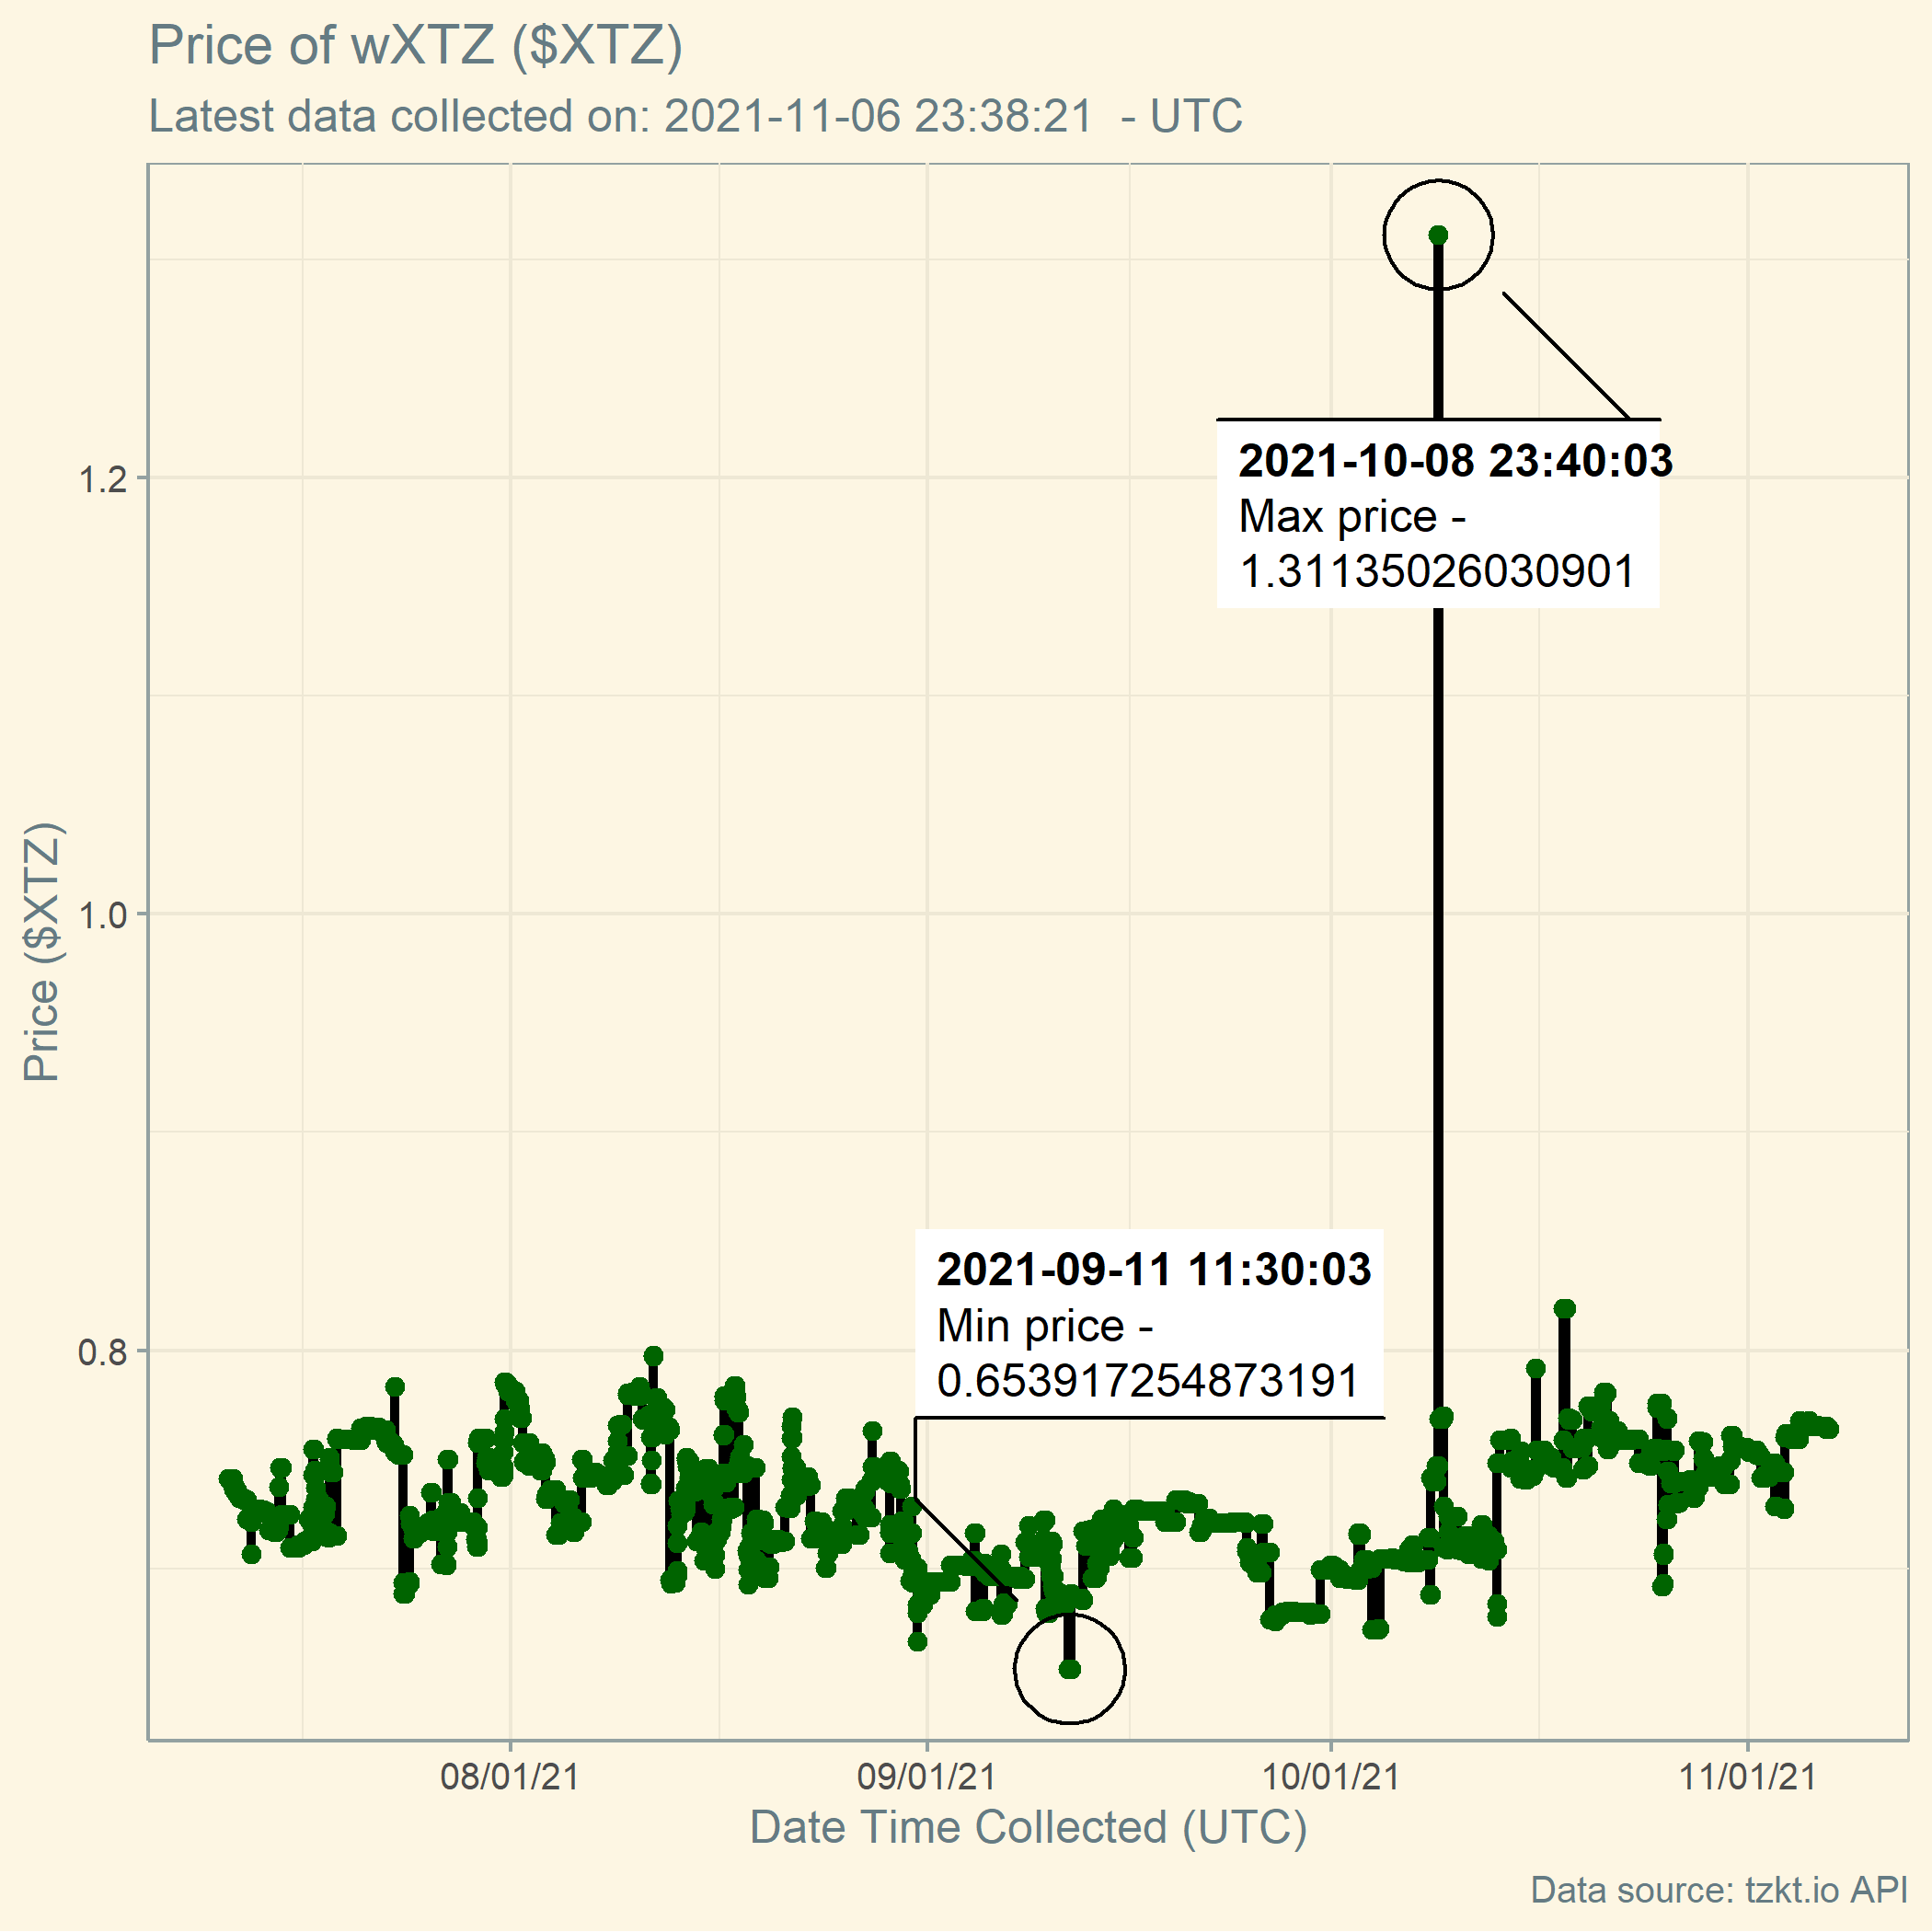 Price of wXTZ ($XTZ)
Latest data collected on: 2021-11-06 23:38:21  - UTC
Price ($XTZ)
1.2
1.0
0.8
2021-10-08 23:40:03
Max price -
1.31135026030901
2021-09-11 11:30:03
Min price -
0.653917254873191
08/01/21
09/01/21
10/01/21
11/01/21
Date Time Collected (UTC)
Data source: tzkt.io API